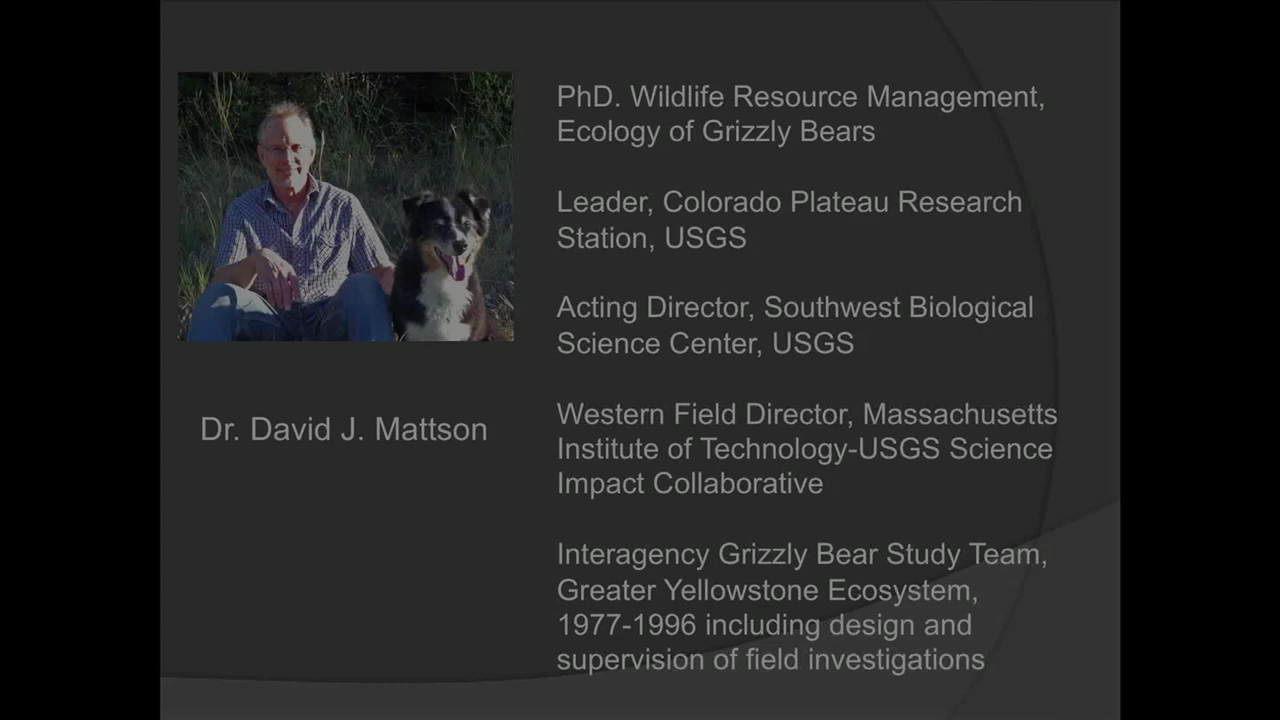 PhD. Wildlife Resource Management,
Ecology of Grizzly Bears
Leader, Colorado Plateau Research
Station, USGS
Acting Director, Southwest Biological
Science Center, USGS
Western Field Director, Massachusetts
Institute of Technology-USGS Science
Impact Collaborative
Interagency Grizzly Bear Study Team,
Greater Yellowstone Ecosystem,
1977-1996 including design and
supervision of field investigations
Dr. David J. Mattson